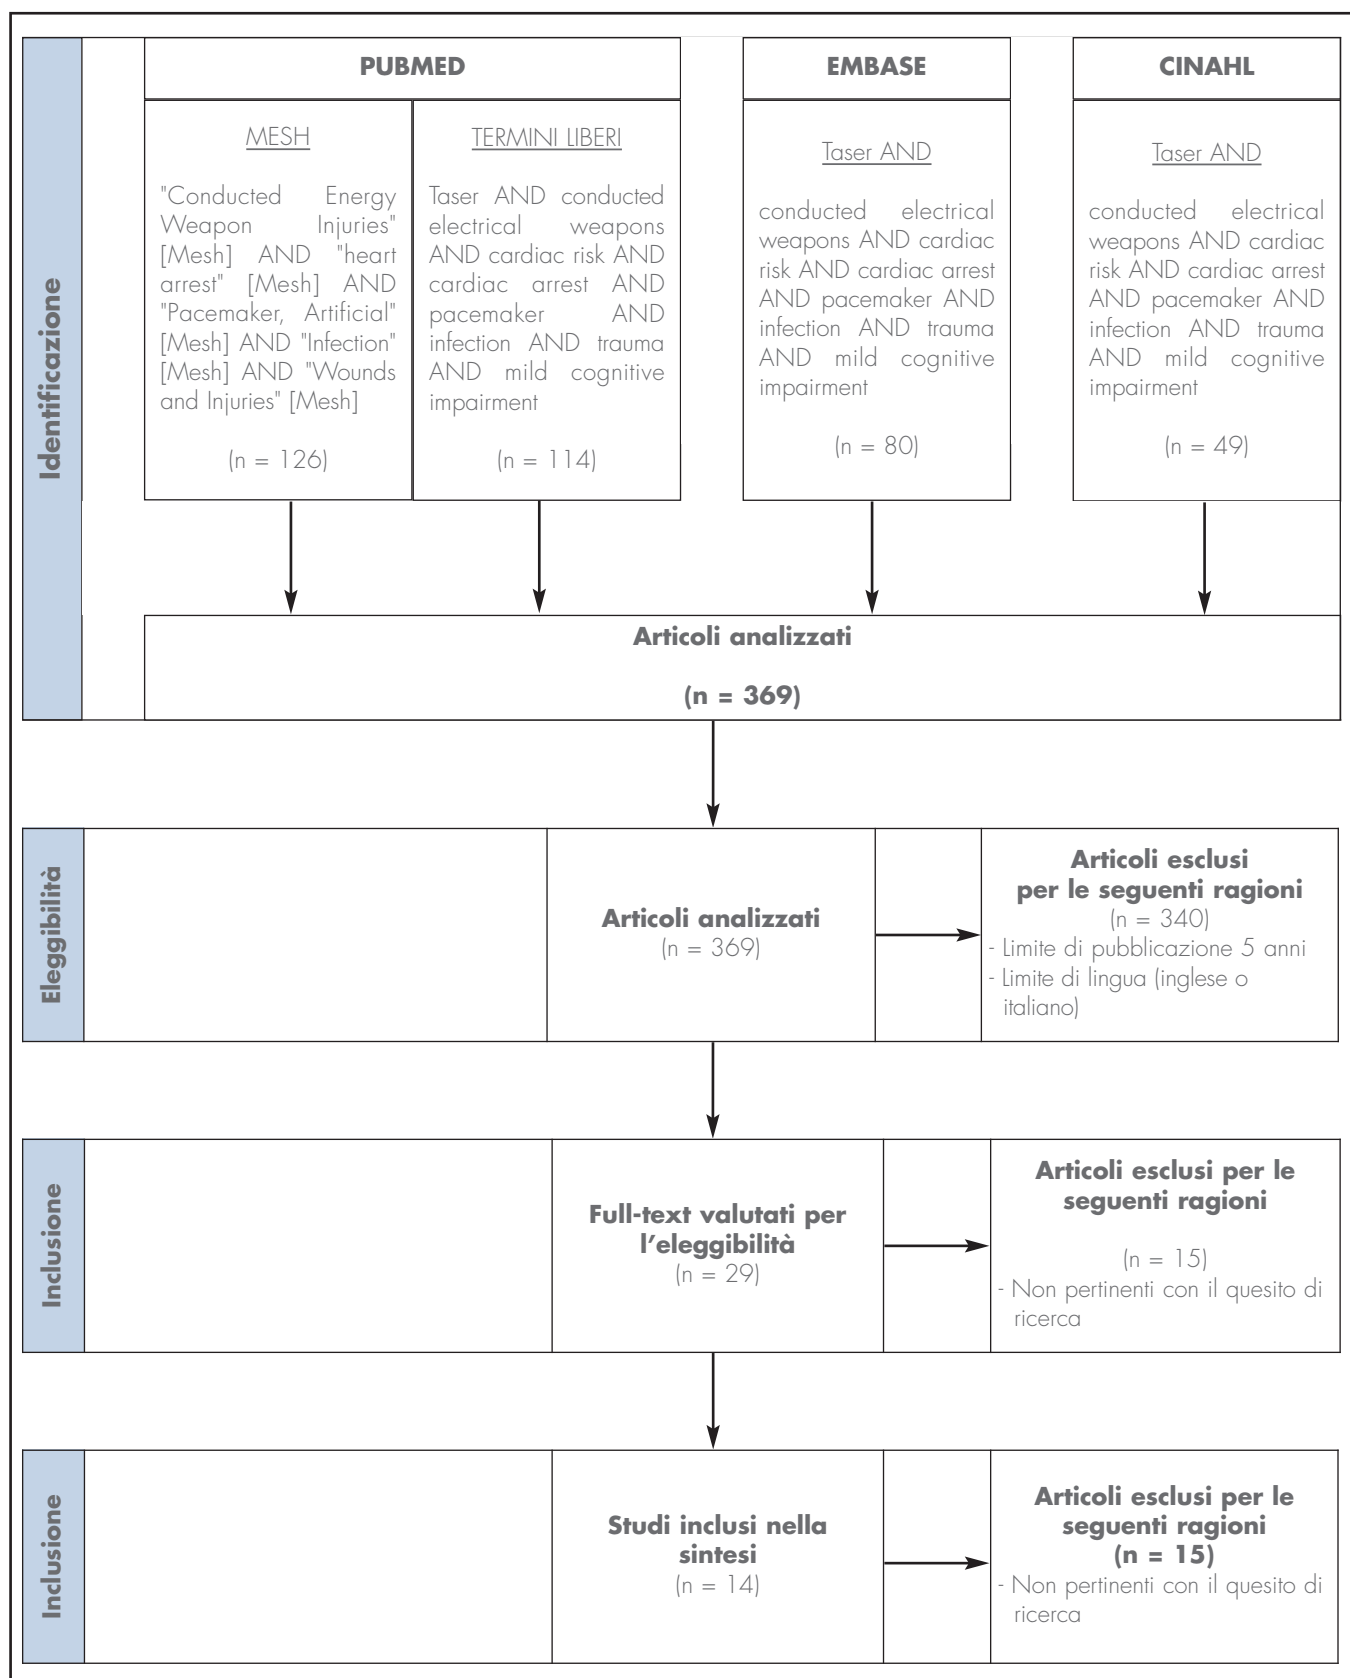 Identificazione
PUBMED
MESH
"Conducted Energy
Weapon Injuries"
[Mesh] AND "heart
arrest" [Mesh] AND
"Pacemaker, Artificial"
[Mesh] AND "Infection"
[Mesh] AND "Wounds
and Injuries" [Mesh]
(n = 126)
TERMINI LIBERI
Taser AND conducted
electrical weapons
AND cardiac risk AND
cardiac arrest AND
pacemaker AND
infection AND trauma
AND mild cognitive
impairment
(n = 114)
EMBASE
Taser AND
conducted electrical
weapons AND cardiac
risk AND cardiac arrest
AND pacemaker AND
infection AND trauma
AND mild cognitive
impairment
(n = 80)
CINAHL
Taser AND
conducted electrical
weapons AND cardiac
risk AND cardiac arrest
AND pacemaker AND
infection AND trauma
AND mild cognitive
impairment
(n = 49)
Articoli analizzati
(n = 369)
Eleggibilità
Articoli analizzati
(n = 369)
Articoli esclusi
per le seguenti ragioni
(n = 340)
- Limite di pubblicazione 5 anni
- Limite di lingua (inglese o
italiano)
Inclusione
Full-text valutati per
l'eleggibilità
(n = 29)
Articoli esclusi per le
seguenti ragioni
(n = 15)
- Non pertinenti con il quesito di
ricerca
Inclusione
Studi inclusi nella
sintesi
(n = 14)
Articoli esclusi per le
seguenti ragioni
(n = 15)
- Non pertinenti con il quesito di
ricerca